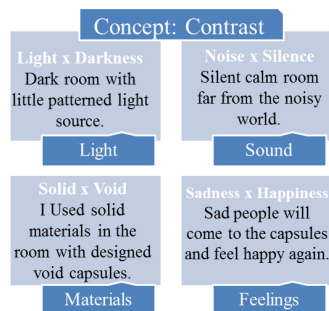 Concept: Contrast
Light x Darkness
Dark room with
little patterned light
source.
Light
Noise x Silence
Silent calm room
far from the noisy
world.
Sound
Solid x Void
I Used solid
materials in the
room with designed
void capsules.
Materials
Sadness x Happiness
Sad people will
come to the capsules
and feel happy again.
Feelings